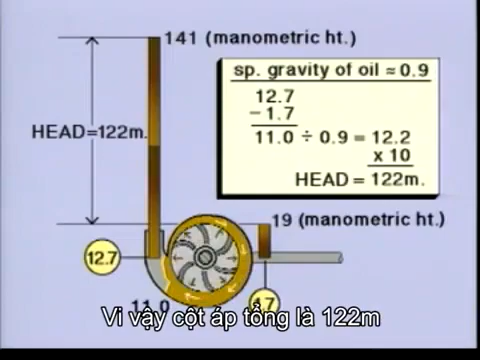 141 (manometric ht.)
sp. gravity of oil ≈ 0.9
12.7
− 1.7
11.0 ÷ 0.9 = 12.2
x 10
HEAD = 122m.
HEAD=122m.
19 (manometric ht.)
12.7
11.0
1.7
Vì vậy cột áp tổng là 122m